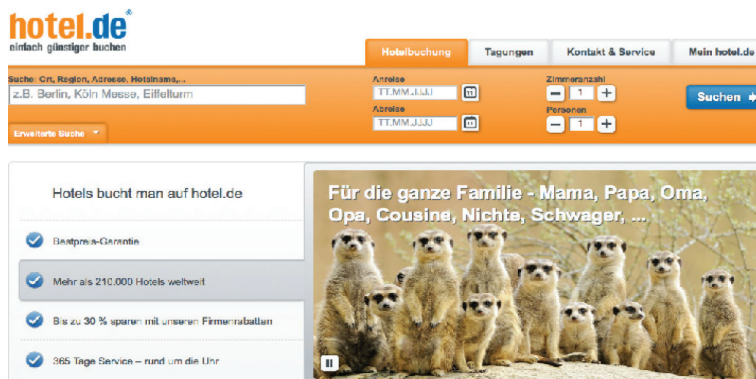 hotel.de®
einfach günstiger buchen
Hotelbuchung Tagungen Kontakt & Service Mein hotel.de
Suche: Ort, Region, Adresse, Hotelname,...
z.B. Berlin, Köln Messe, Eiffelturm
Anreise
TT.MM.JJJJ 11
Zimmeranzahl
− 1 +
Suchen
Abreise
TT.MM.JJJJ 11
Personen
− 1 +
Erweiterte Suche
Hotels bucht man auf hotel.de
Bestpreis-Garantie
Mehr als 210.000 Hotels weltweit
Bis zu 30 % sparen mit unseren Firmenrabatten
365 Tage Service – rund um die Uhr
Für die ganze Familie - Mama, Papa, Oma,
Opa, Cousine, Nichte, Schwager, ...